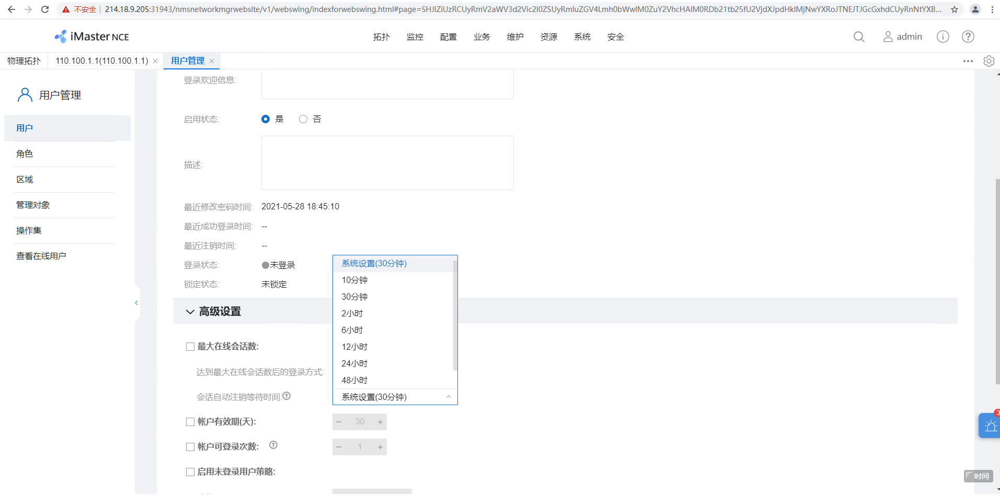 不安全 214.18.9.205:31943/nmsnetworkmgrwebsite/v1/webswing/indexforwebswing.html#page=
iMaster NCE 拓扑 监控 配置 业务 维护 资源 系统 安全 admin
物理拓扑 110.100.1.1(110.100.1.1) 用户管理
登录欢迎信息:
用户管理
启用状态: 是 否
用户
角色
描述:
区域
管理对象
最近修改密码时间: 2021-05-28 18:45:10
最近成功登录时间: --
操作集
最近注销时间: --
查看在线用户
登录状态: 未登录
锁定状态: 未锁定
系统设置(30分钟)
10分钟
30分钟
2小时
6小时
12小时
24小时
48小时
系统设置(30分钟)
高级设置
最大在线会话数:
达到最大在线会话数后的登录方式:
会话自动注销等待时间:
帐户有效期(天): − 30 +
帐户可登录次数: − 1 +
启用未登录用户策略:
3
时间